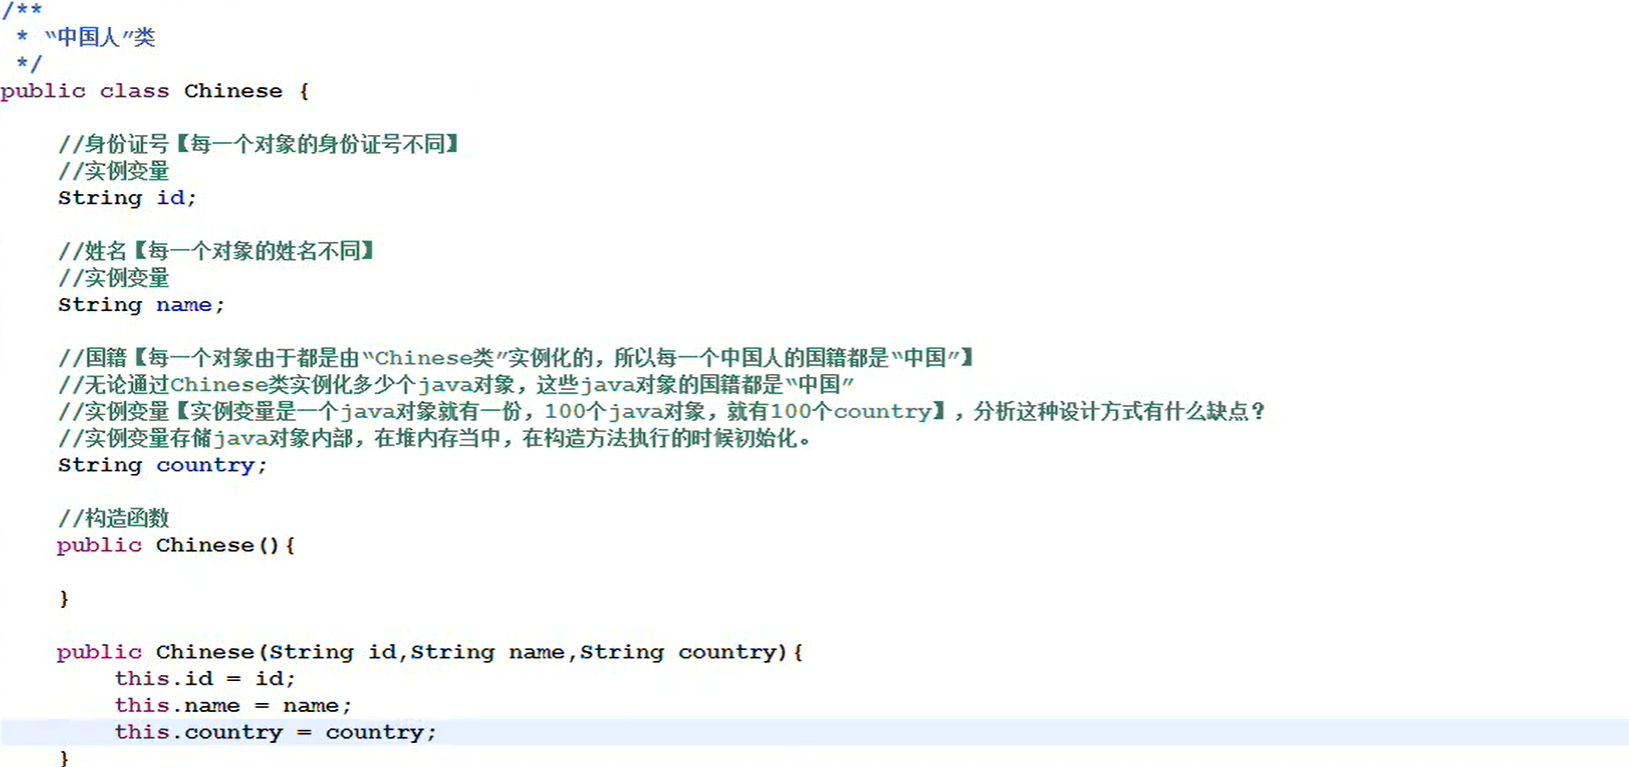 /**
 * “中国人”类
 */
public class Chinese {
//身份证号【每一个对象的身份证号不同】
//实例变量
String id;
//姓名【每一个对象的姓名不同】
//实例变量
String name;
//国籍【每一个对象由于都是由“Chinese类”实例化的，所以每一个中国人的国籍都是“中国”】
//无论通过Chinese类实例化多少个java对象，这些java对象的国籍都是“中国”
//实例变量【实例变量是一个java对象就有一份，100个java对象，就有100个country】，分析这种设计方式有什么缺点？
//实例变量存储java对象内部，在堆内存当中，在构造方法执行的时候初始化。
String country;
//构造函数
public Chinese(){
}
public Chinese(String id,String name,String country){
this.id = id;
this.name = name;
this.country = country;
}